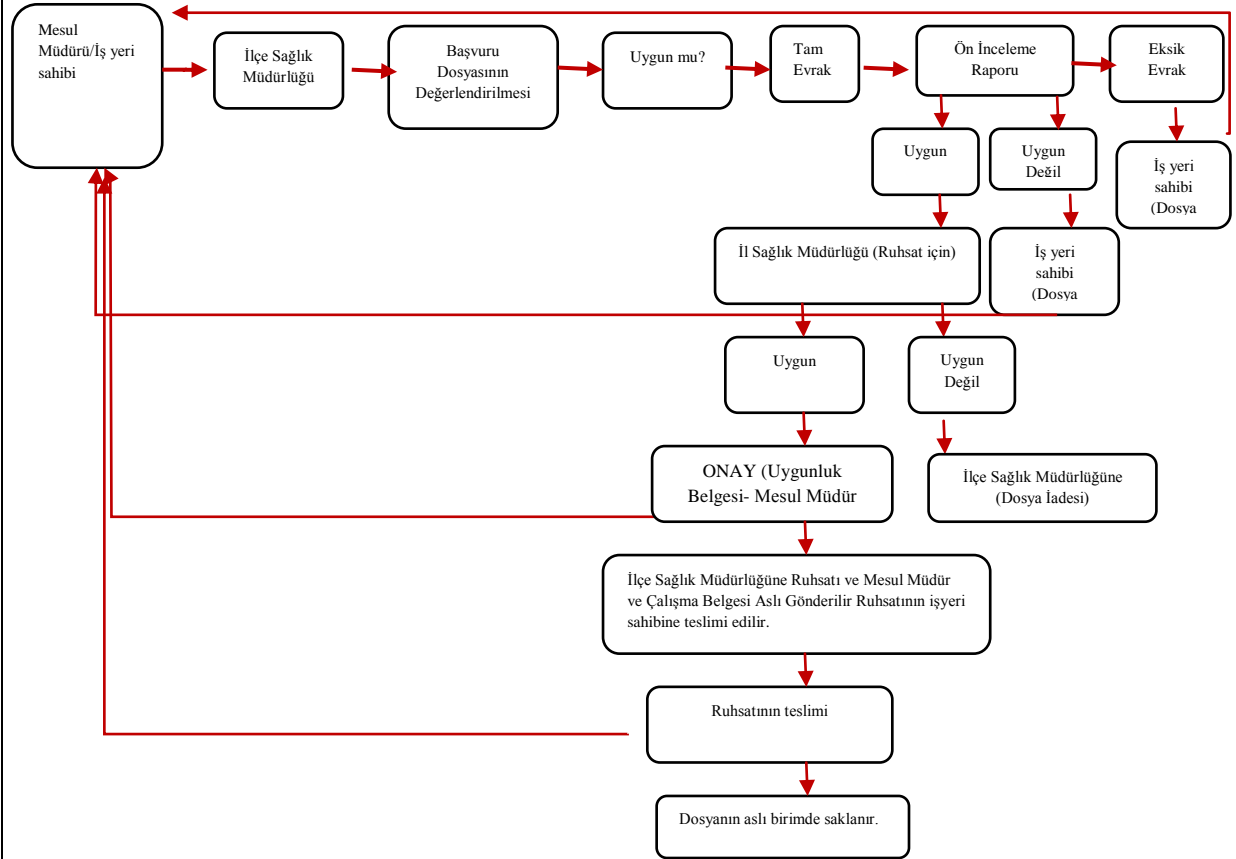 Mesul
Müdürü/İş yeri
sahibi
İlçe Sağlık
Müdürlüğü
Başvuru
Dosyasının
Değerlendirilmesi
Uygun mu?
Tam
Evrak
Ön İnceleme
Raporu
Eksik
Evrak
Uygun
Uygun
Değil
İş yeri
sahibi
(Dosya
İl Sağlık Müdürlüğü (Ruhsat için)
İş yeri
sahibi
(Dosya
Uygun
Uygun
Değil
ONAY (Uygunluk
Belgesi- Mesul Müdür
İlçe Sağlık Müdürlüğüne
(Dosya İadesi)
İlçe Sağlık Müdürlüğüne Ruhsatı ve Mesul Müdür
ve Çalışma Belgesi Aslı Gönderilir Ruhsatının işyeri
sahibine teslimi edilir.
Ruhsatının teslimi
Dosyanın aslı birimde saklanır.